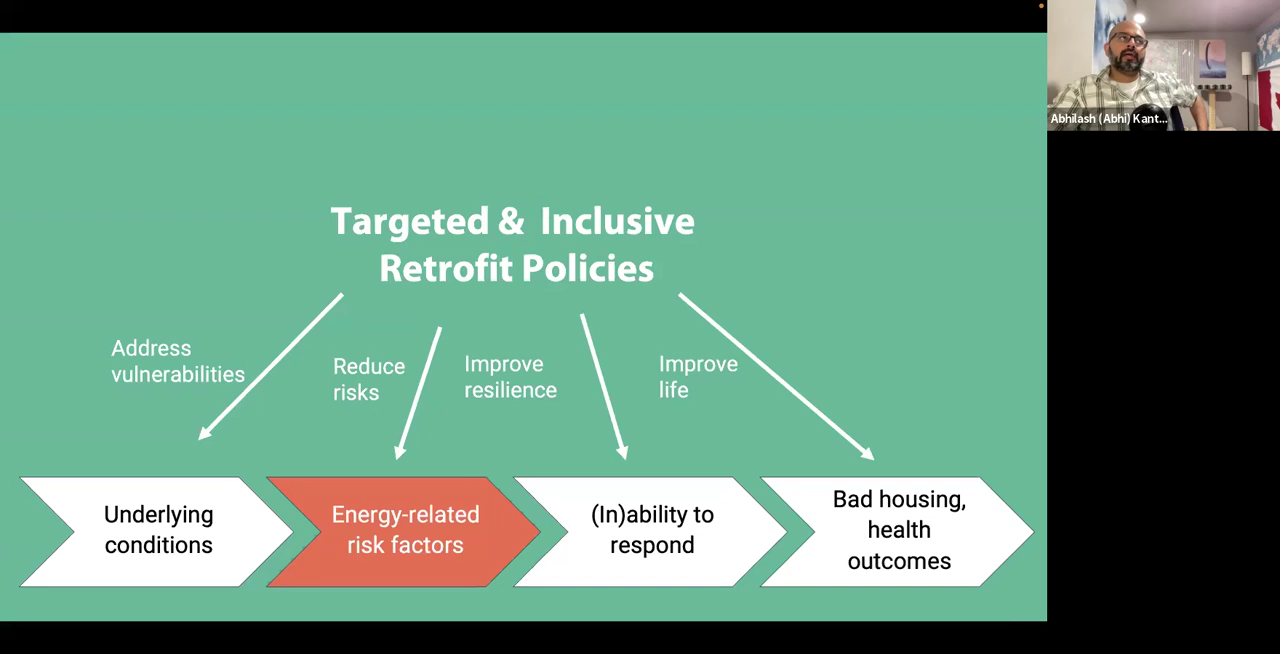 Abhilash (Abhi) Kant...
Targeted & Inclusive
Retrofit Policies
Address
vulnerabilities
Reduce
risks
Improve
resilience
Improve
life
Underlying
conditions
Energy-related
risk factors
(In)ability to
respond
Bad housing,
health
outcomes